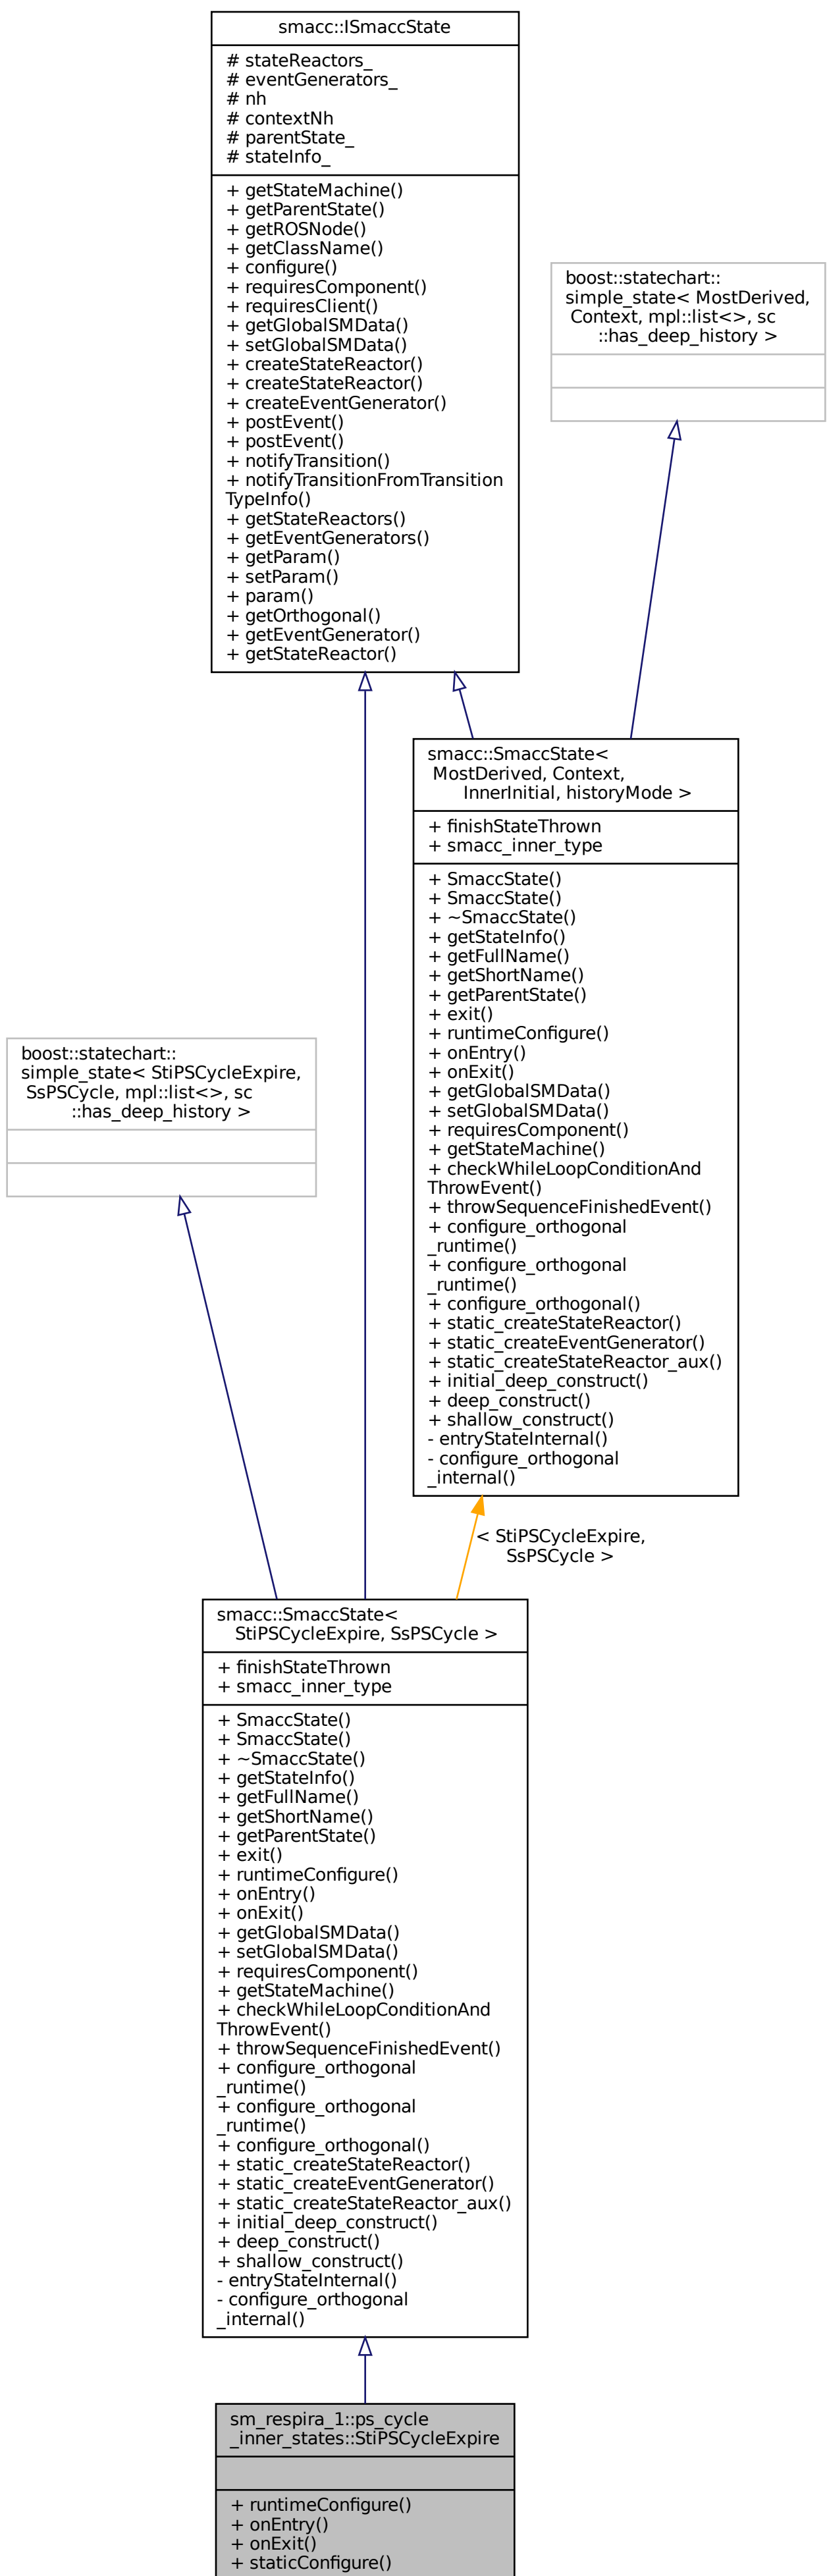 smacc::ISmaccState
# stateReactors_
# eventGenerators_
# nh
# contextNh
# parentState_
# stateInfo_
+ getStateMachine()
+ getParentState()
+ getROSNode()
+ getClassName()
+ configure()
+ requiresComponent()
+ requiresClient()
+ getGlobalSMData()
+ setGlobalSMData()
+ createStateReactor()
+ createStateReactor()
+ createEventGenerator()
+ postEvent()
+ postEvent()
+ notifyTransition()
+ notifyTransitionFromTransition
TypeInfo()
+ getStateReactors()
+ getEventGenerators()
+ getParam()
+ setParam()
+ param()
+ getOrthogonal()
+ getEventGenerator()
+ getStateReactor()
boost::statechart::
simple_state< MostDerived,
Context, mpl::list<>, sc
::has_deep_history >
smacc::SmaccState<
MostDerived, Context,
InnerInitial, historyMode >
+ finishStateThrown
+ smacc_inner_type
+ SmaccState()
+ SmaccState()
+ ~SmaccState()
+ getStateInfo()
+ getFullName()
+ getShortName()
+ getParentState()
+ exit()
+ runtimeConfigure()
+ onEntry()
+ onExit()
+ getGlobalSMData()
+ setGlobalSMData()
+ requiresComponent()
+ getStateMachine()
+ checkWhileLoopConditionAnd
ThrowEvent()
+ throwSequenceFinishedEvent()
+ configure_orthogonal
_runtime()
+ configure_orthogonal
_runtime()
+ configure_orthogonal()
+ static_createStateReactor()
+ static_createEventGenerator()
+ static_createStateReactor_aux()
+ initial_deep_construct()
+ deep_construct()
+ shallow_construct()
- entryStateInternal()
- configure_orthogonal
_internal()
boost::statechart::
simple_state< StiPSCycleExpire,
SsPSCycle, mpl::list<>, sc
::has_deep_history >
< StiPSCycleExpire,
SsPSCycle >
smacc::SmaccState<
StiPSCycleExpire, SsPSCycle >
+ finishStateThrown
+ smacc_inner_type
+ SmaccState()
+ SmaccState()
+ ~SmaccState()
+ getStateInfo()
+ getFullName()
+ getShortName()
+ getParentState()
+ exit()
+ runtimeConfigure()
+ onEntry()
+ onExit()
+ getGlobalSMData()
+ setGlobalSMData()
+ requiresComponent()
+ getStateMachine()
+ checkWhileLoopConditionAnd
ThrowEvent()
+ throwSequenceFinishedEvent()
+ configure_orthogonal
_runtime()
+ configure_orthogonal
_runtime()
+ configure_orthogonal()
+ static_createStateReactor()
+ static_createEventGenerator()
+ static_createStateReactor_aux()
+ initial_deep_construct()
+ deep_construct()
+ shallow_construct()
- entryStateInternal()
- configure_orthogonal
_internal()
sm_respira_1::ps_cycle
_inner_states::StiPSCycleExpire
+ runtimeConfigure()
+ onEntry()
+ onExit()
+ staticConfigure()